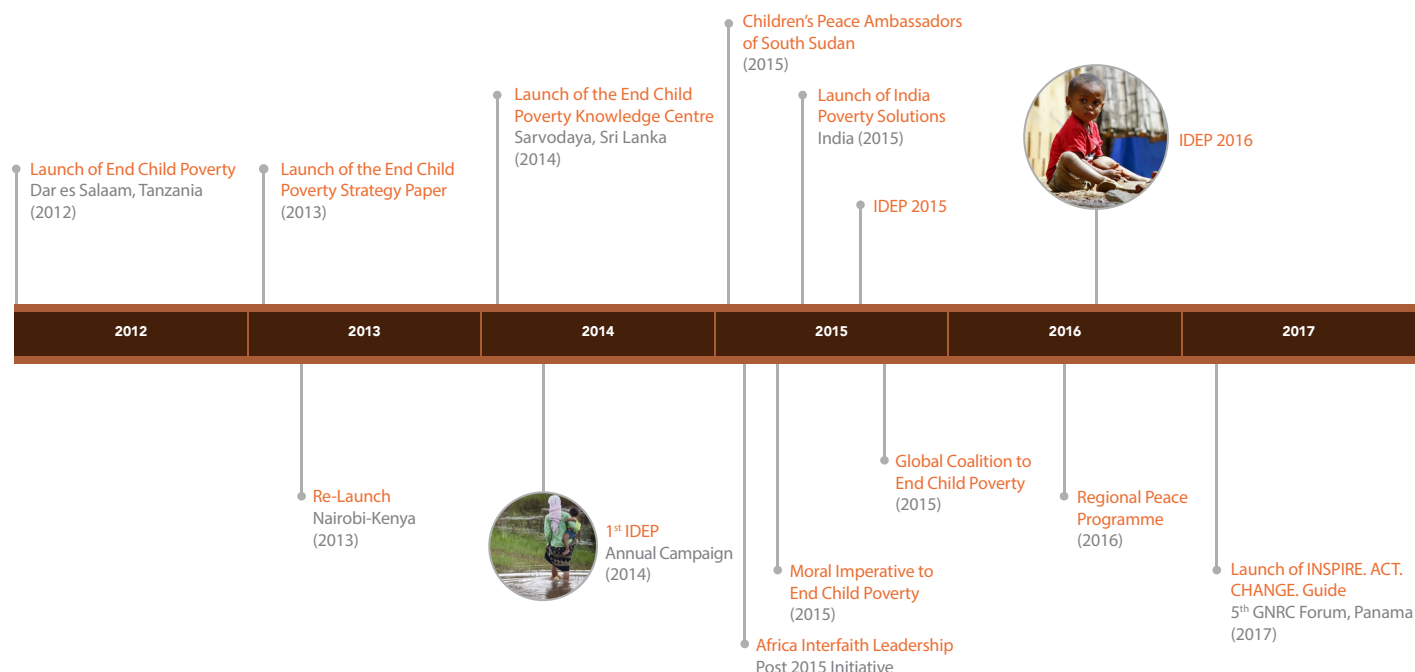 Children’s Peace Ambassadors
of South Sudan
(2015)
Launch of the End Child
Poverty Knowledge Centre
Sarvodaya, Sri Lanka
(2014)
Launch of India
Poverty Solutions
India (2015)
IDEP 2016
Launch of End Child Poverty
Dar es Salaam, Tanzania
(2012)
Launch of the End Child
Poverty Strategy Paper
(2013)
IDEP 2015
2012
2013
2014
2015
2016
2017
Re-Launch
Nairobi-Kenya
(2013)
1st IDEP
Annual Campaign
(2014)
Global Coalition to
End Child Poverty
(2015)
Regional Peace
Programme
(2016)
Moral Imperative to
End Child Poverty
(2015)
Launch of INSPIRE. ACT.
CHANGE. Guide
5th GNRC Forum, Panama
(2017)
Africa Interfaith Leadership
Post 2015 Initiative